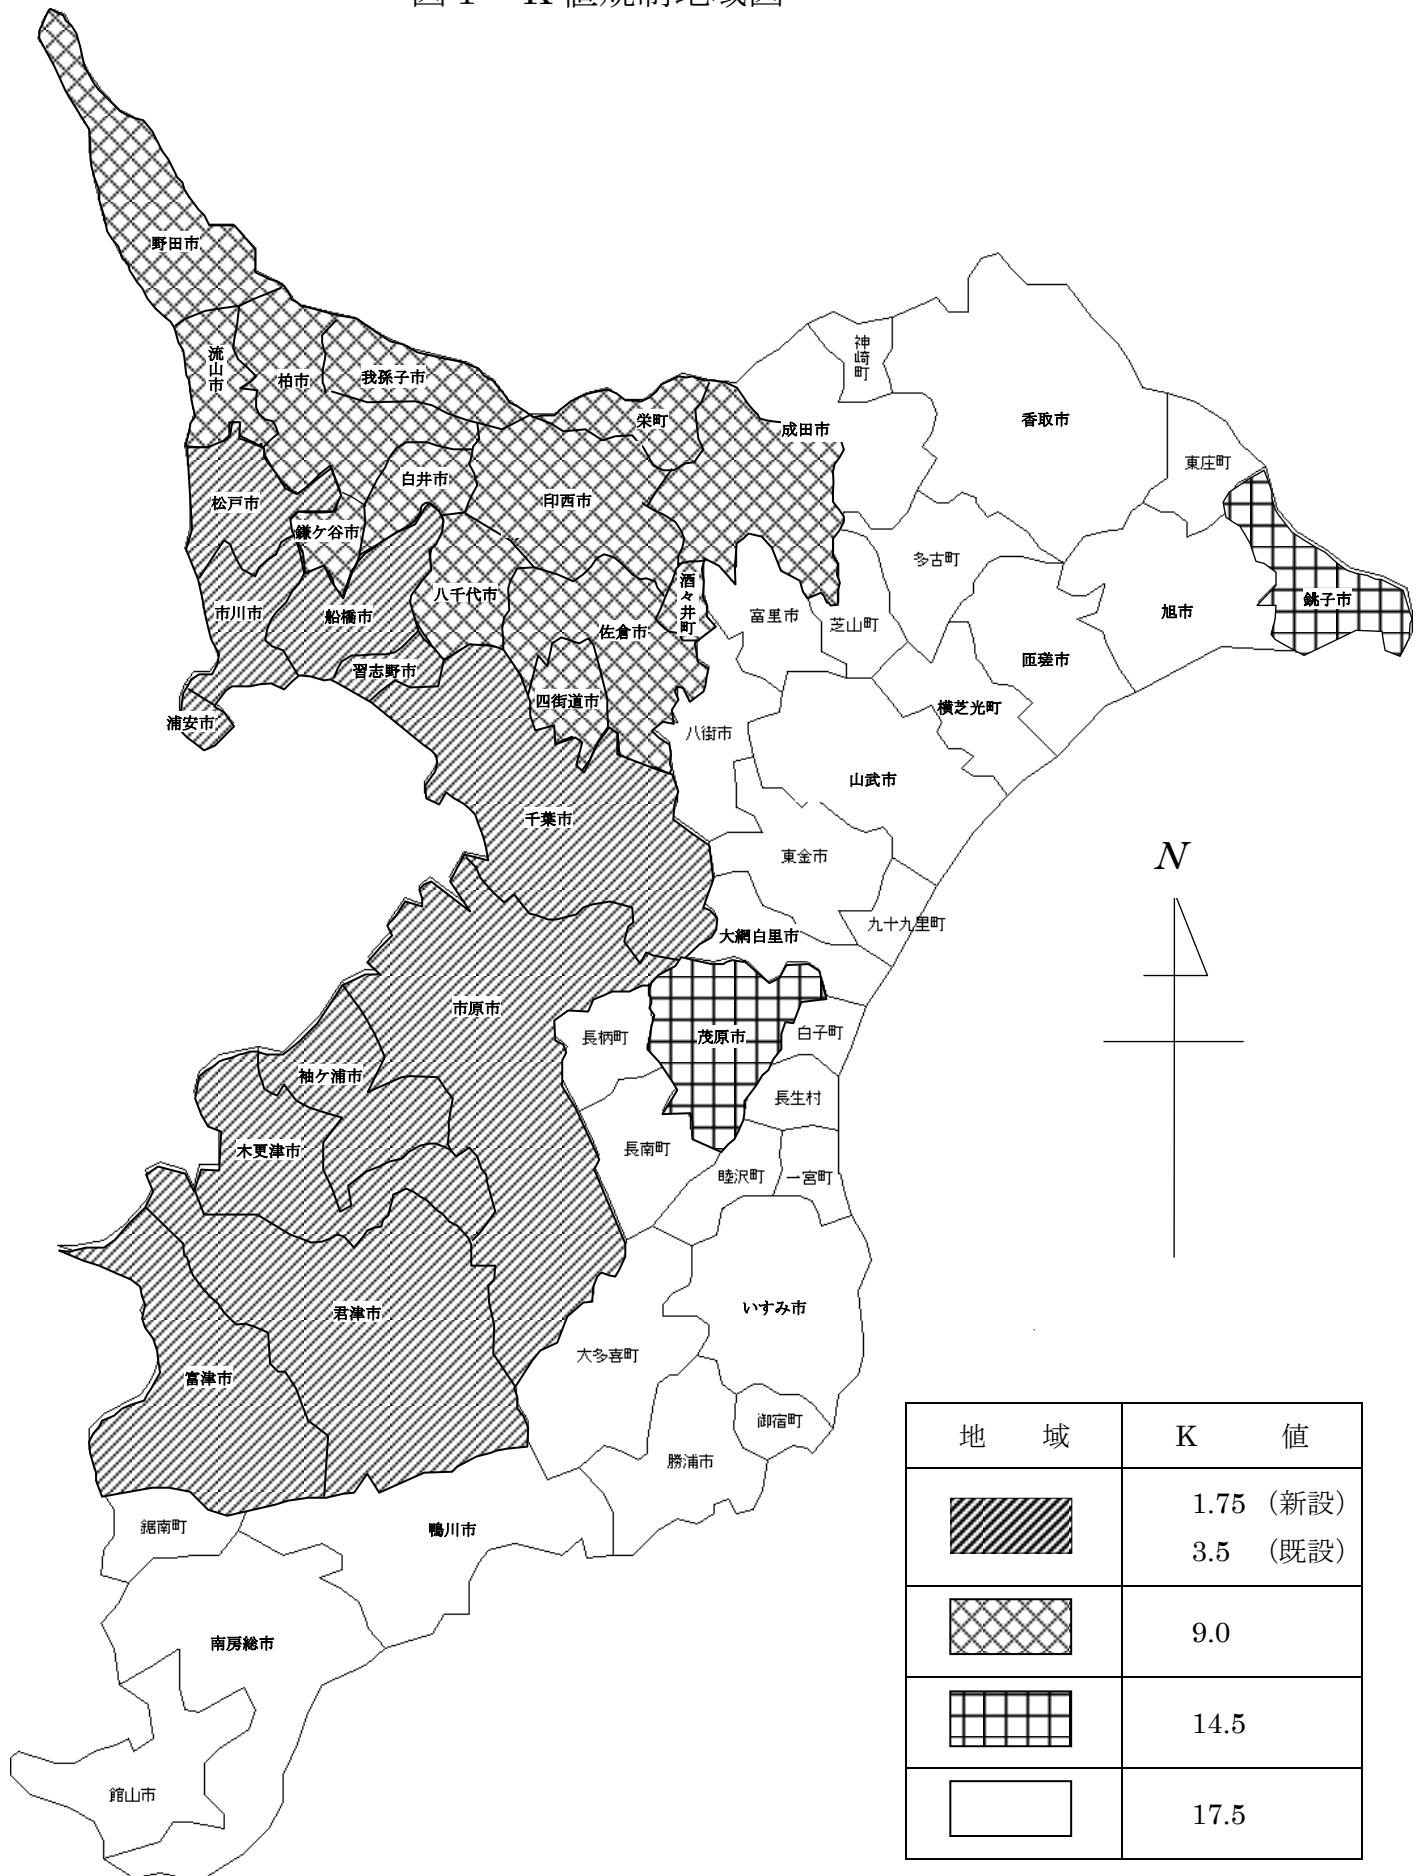 図1 K値規制地域図
野田市
流山市
柏市
我孫子市
栄町
成田市
神崎町
香取市
東庄町
松戸市
鎌ケ谷市
白井市
印西市
多古町
銚子市
市川市
船橋市
八千代市
佐倉市
酒々井町
富里市
芝山町
旭市
匝瑳市
習志野市
四街道市
浦安市
八街市
横芝光町
山武市
千葉市
東金市
N
九十九里町
大網白里市
市原市
長柄町
茂原市
白子町
袖ケ浦市
長生村
木更津市
長南町
睦沢町
一宮町
君津市
いすみ市
大多喜町
富津市
御宿町
勝浦市
鋸南町
鴨川市
南房総市
館山市
地 域 K 値
1.75 (新設)
3.5 (既設)
9.0
14.5
17.5